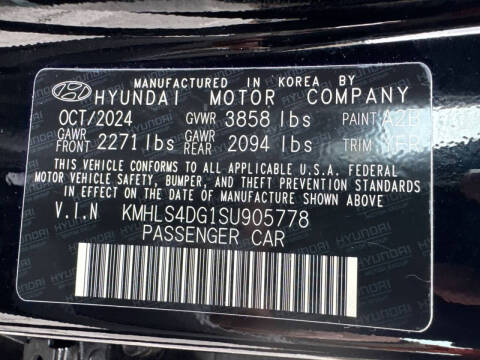 MANUFACTURED IN KOREA BY
HYUNDAI MOTOR COMPANY
OCT/2024 GVWR 3858 lbs PAINT A2B
GAWR FRONT 2271 lbs GAWR REAR 2094 lbs TRIM
THIS VEHICLE CONFORMS TO ALL APPLICABLE U.S.A. FEDERAL
MOTOR VEHICLE SAFETY, BUMPER, AND THEFT PREVENTION STANDARDS
IN EFFECT ON THE DATE OF MANUFACTURE SHOWN ABOVE
V.I.N KMHLS4DG1SU905778
PASSENGER CAR